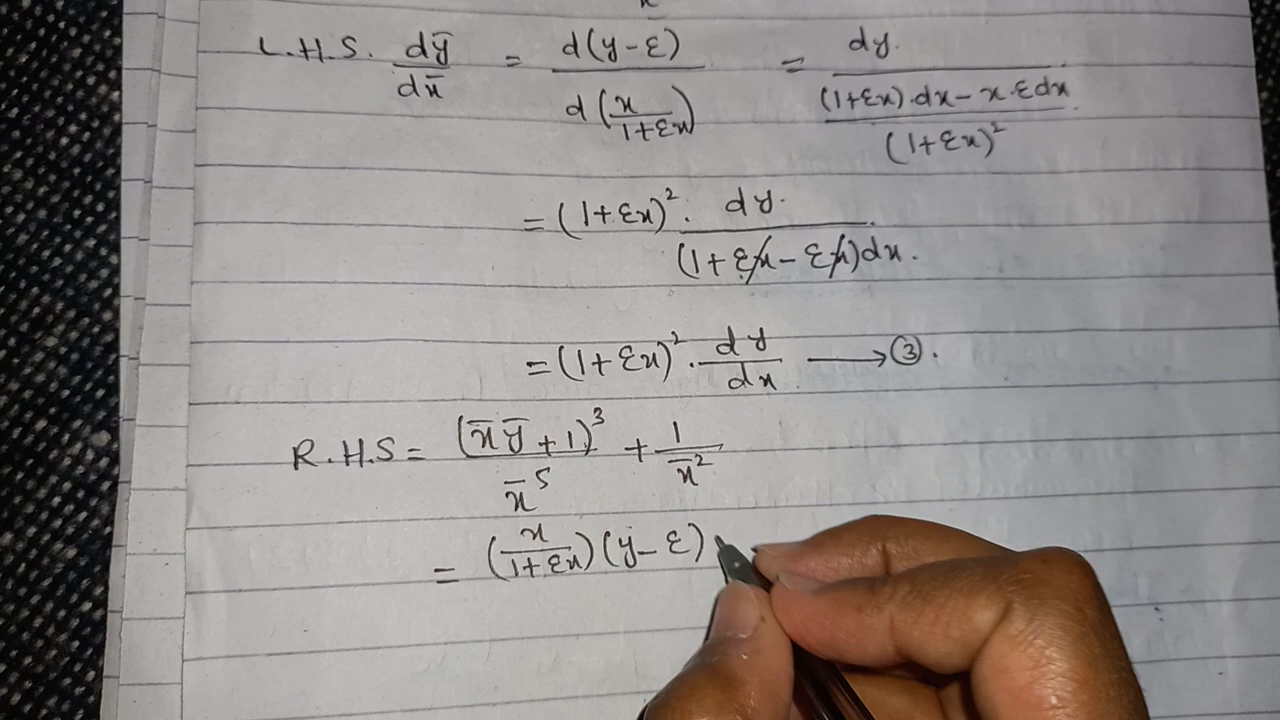 L.H.S. dȳ/dx̄ = d(y-ε)/d(x/1+εx) = dy./((1+εx).dx-x.εdx/(1+εx)²)
=(1+εx)². dy./(1+εx-εx)dx.
=(1+εx)². dy/dx ⟶③.
R.H.S= (x̄ȳ+1)³/x̄⁵ + 1/x̄²
= (x/1+εx)(y-ε)